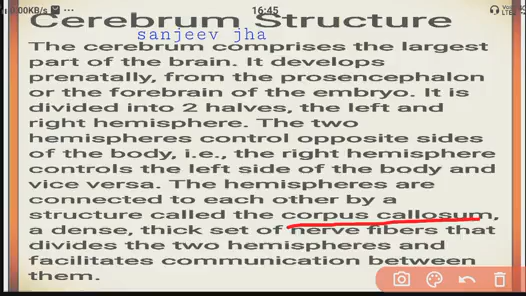 0.00KB/s ... 16:45
Cerebrum Structure
sanjeev jha
The cerebrum comprises the largest
part of the brain. It develops
prenatally, from the prosencephalon
or the forebrain of the embryo. It is
divided into 2 halves, the left and
right hemisphere. The two
hemispheres control opposite sides
of the body, i.e., the right hemisphere
controls the left side of the body and
vice versa. The hemispheres are
connected to each other by a
structure called the corpus callosum,
a dense, thick set of nerve fibers that
divides the two hemispheres and
facilitates communication between
them.